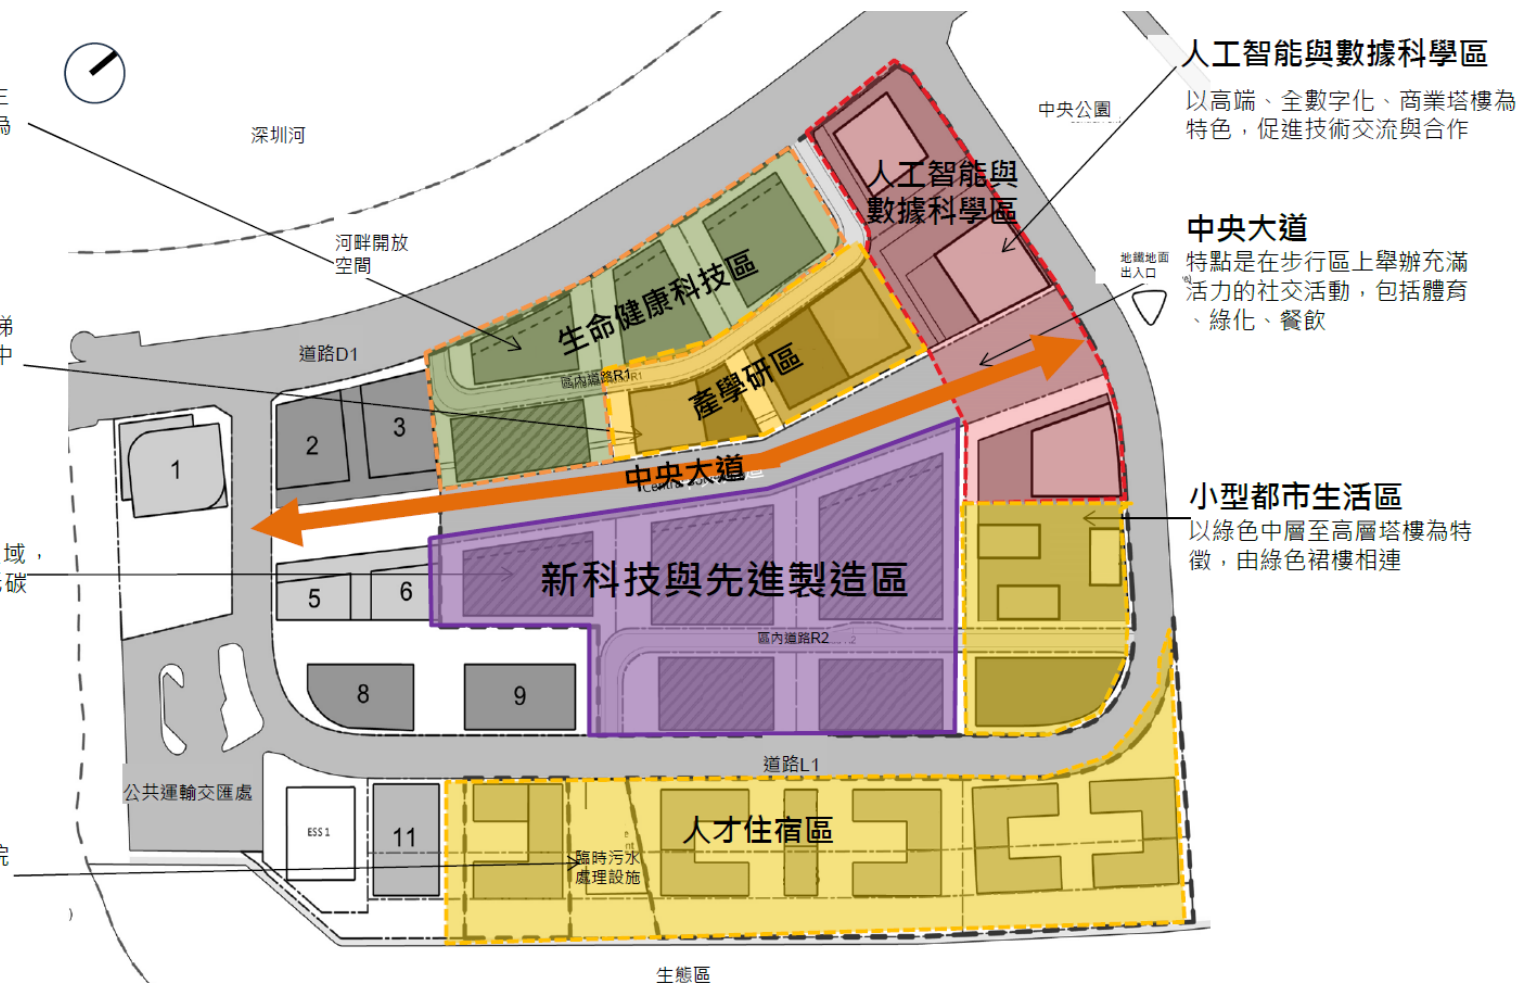 人工智能與數據科學區
以高端、全數字化、商業塔樓為
特色，促進技術交流與合作
中央公園
深圳河
人工智能與
數據科學區
中央大道
特點是在步行區上舉辦充滿
活力的社交活動，包括體育
、綠化、餐飲
地鐵地面
出入口
河畔開放
空間
生命健康科技區
道路D1
區內道路R1
產學研區
2
3
1
中央大道
小型都市生活區
以綠色中層至高層塔樓為特
徵，由綠色裙樓相連
域，
碳
新科技與先進製造區
5
6
區內道路R2
8
9
道路L1
公共運輸交匯處
ESS 1
11
人才住宿區
臨時污水
處理設施
生態區